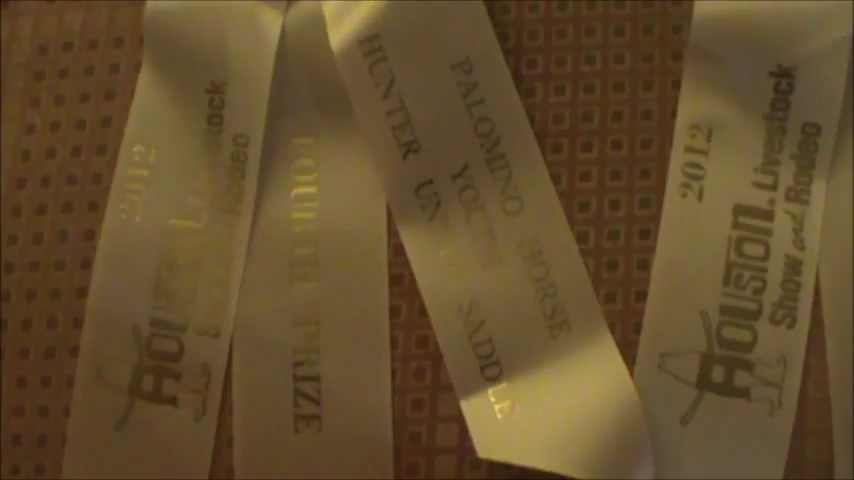 2012
Houston Livestock
Show and Rodeo
FOURTH PRIZE
PALOMINO HORSE
YOUTH
HUNTER UNDER SADDLE
2012
Houston Livestock
Show and Rodeo